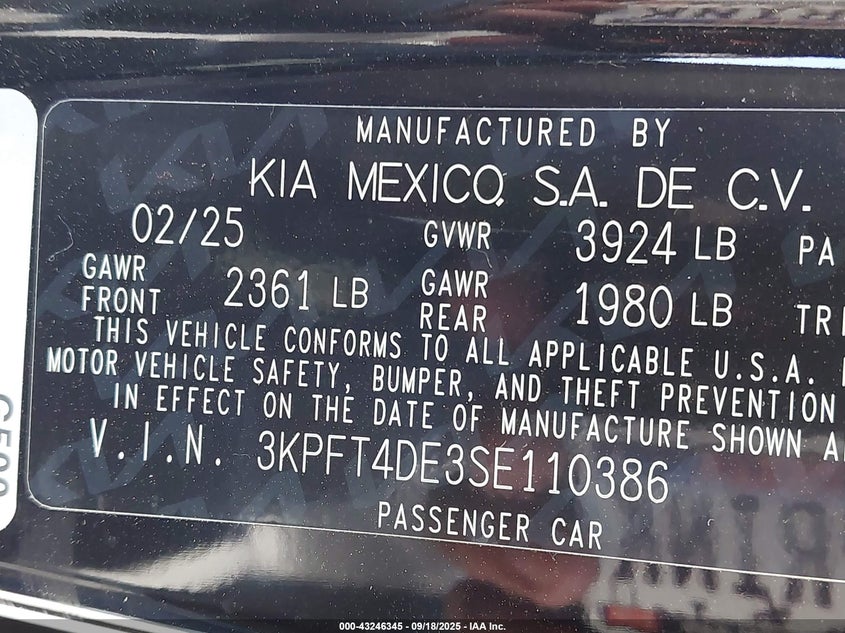 MANUFACTURED BY
KIA MEXICO, S.A. DE C.V.
02/25 GVWR 3924 LB PA
GAWR FRONT 2361 LB GAWR REAR 1980 LB TRI
THIS VEHICLE CONFORMS TO ALL APPLICABLE U.S.A.
MOTOR VEHICLE SAFETY, BUMPER, AND THEFT PREVENTION
IN EFFECT ON THE DATE OF MANUFACTURE SHOWN A
V.I.N. 3KPFT4DE3SE110386
PASSENGER CAR
000-43246345 - 09/18/2025 - IAA Inc.